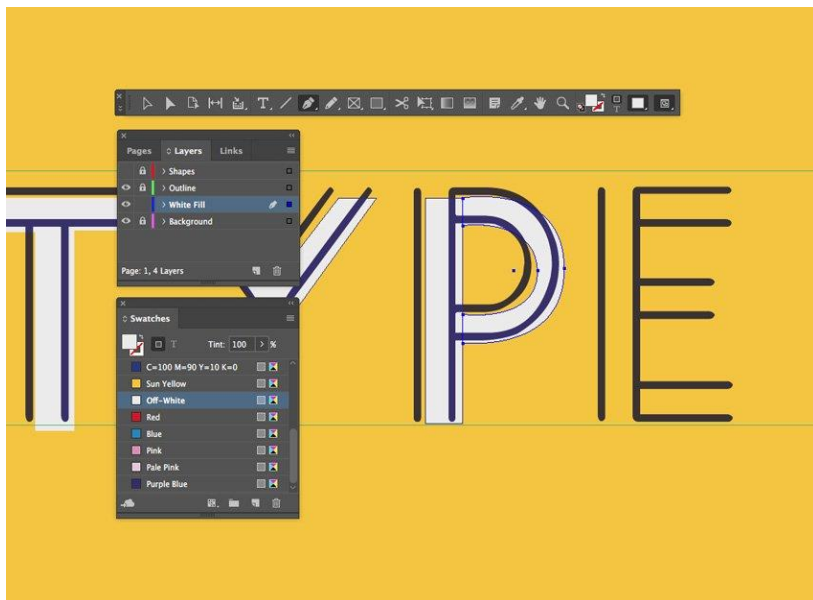 Pages Layers Links
Shapes
Outline
White Fill
Background
Page: 1, 4 Layers
Swatches
T Tint: 100 %
C=100 M=90 Y=10 K=0
Sun Yellow
Off-White
Red
Blue
Pink
Pale Pink
Purple Blue
TYPE